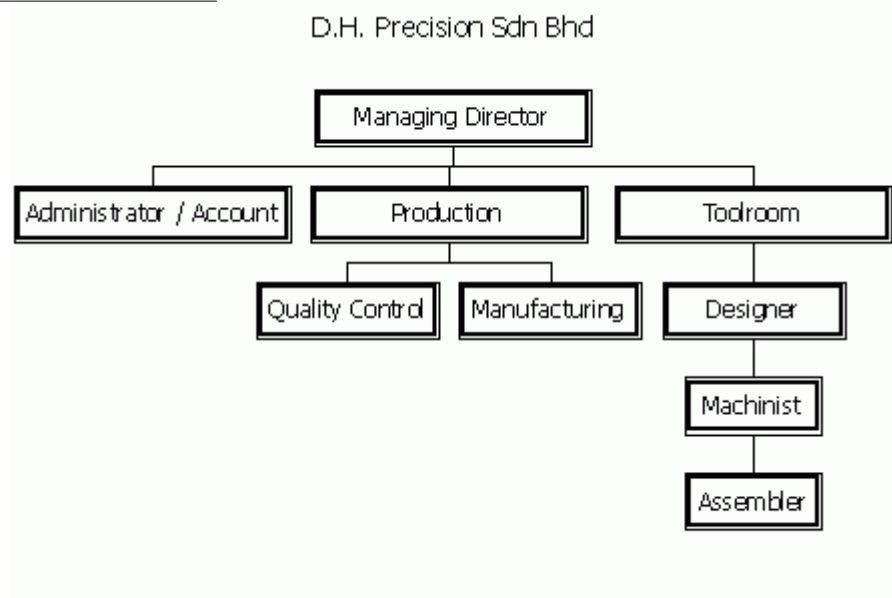 D.H. Precision Sdn Bhd
Managing Director
Administrator / Account
Production
Toolroom
Quality Control
Manufacturing
Designer
Machinist
Assembler